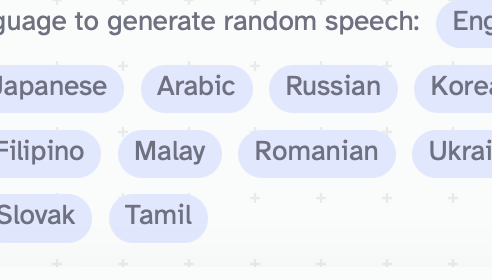 guage to generate random speech: Eng
Japanese Arabic Russian Korea
Filipino Malay Romanian Ukrai
Slovak Tamil